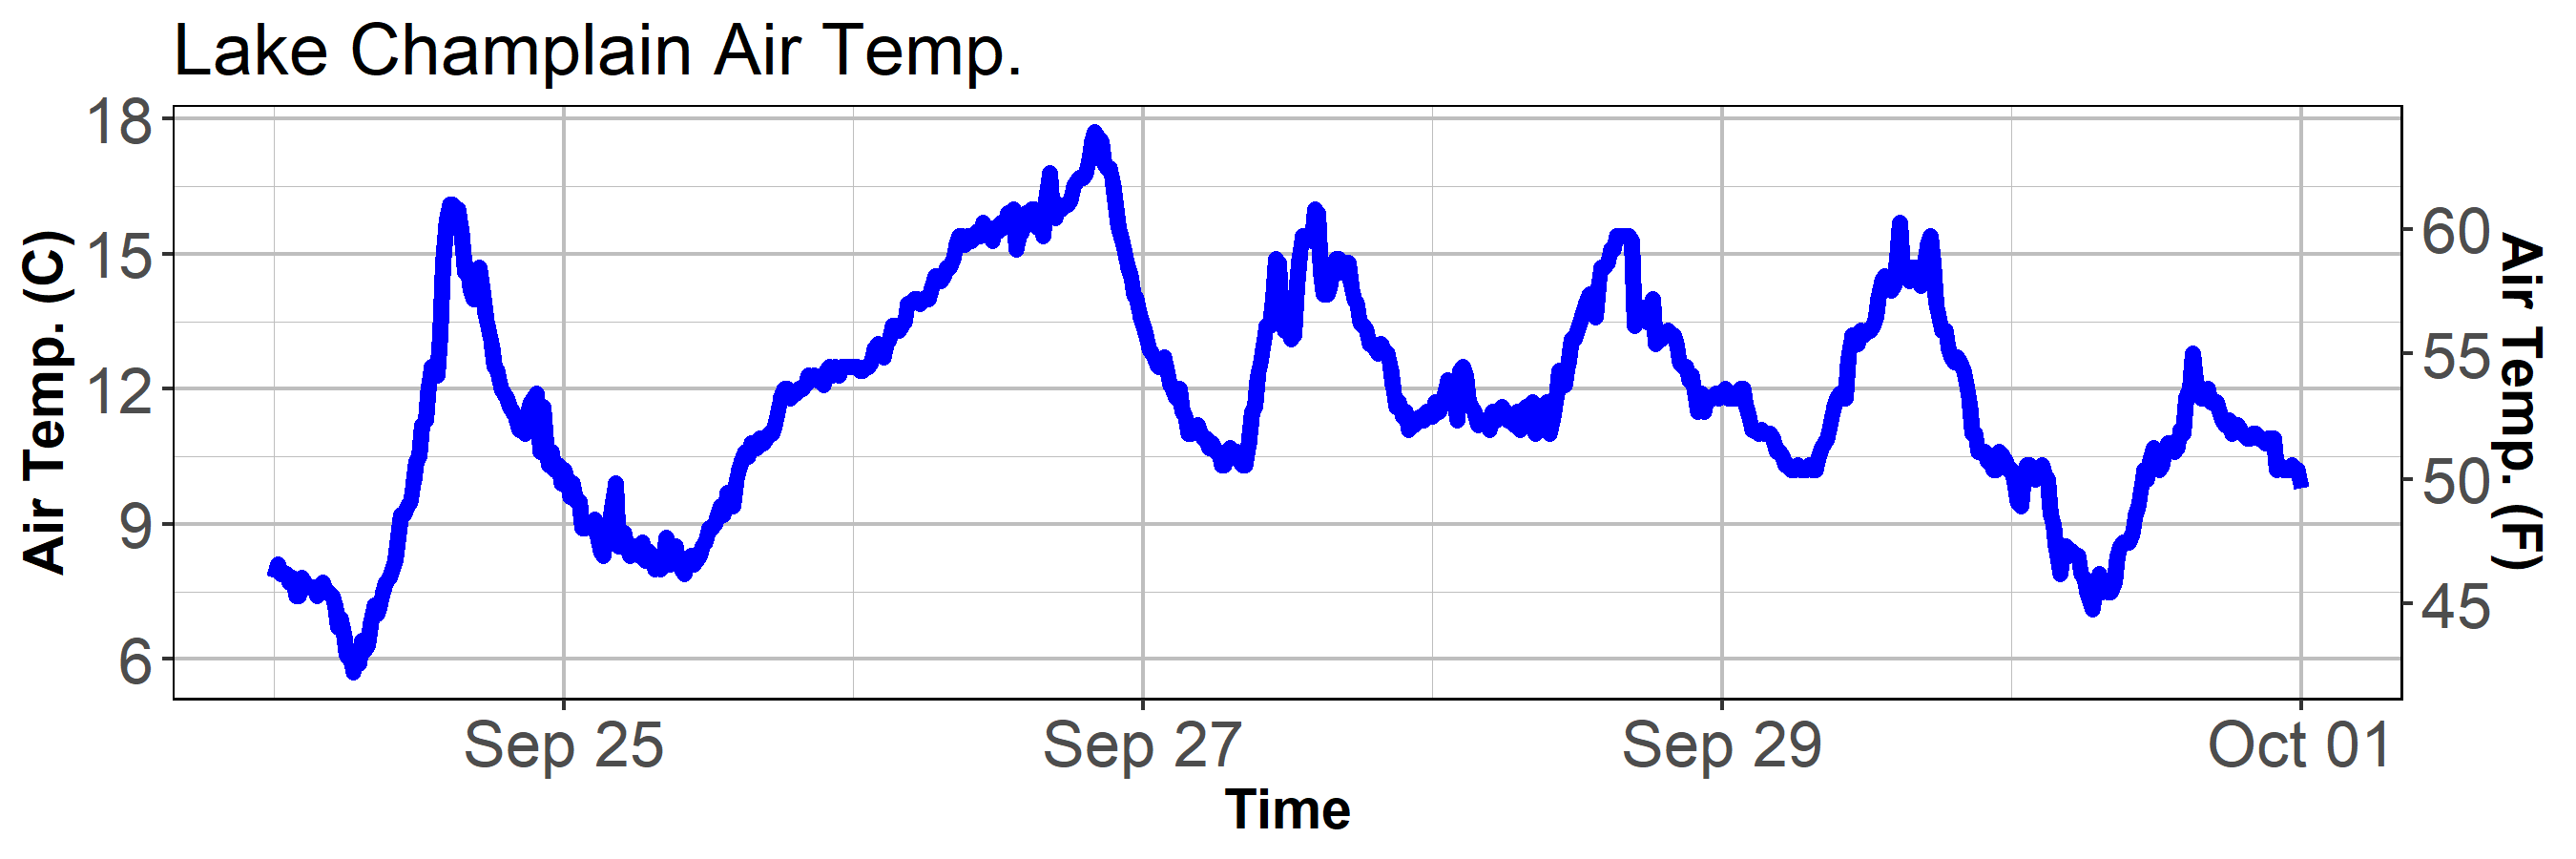 Lake Champlain Air Temp.
18
15
12
9
6
Air Temp. (C)
60
55
50
45
Air Temp. (F)
Sep 25
Sep 27
Sep 29
Oct 01
Time